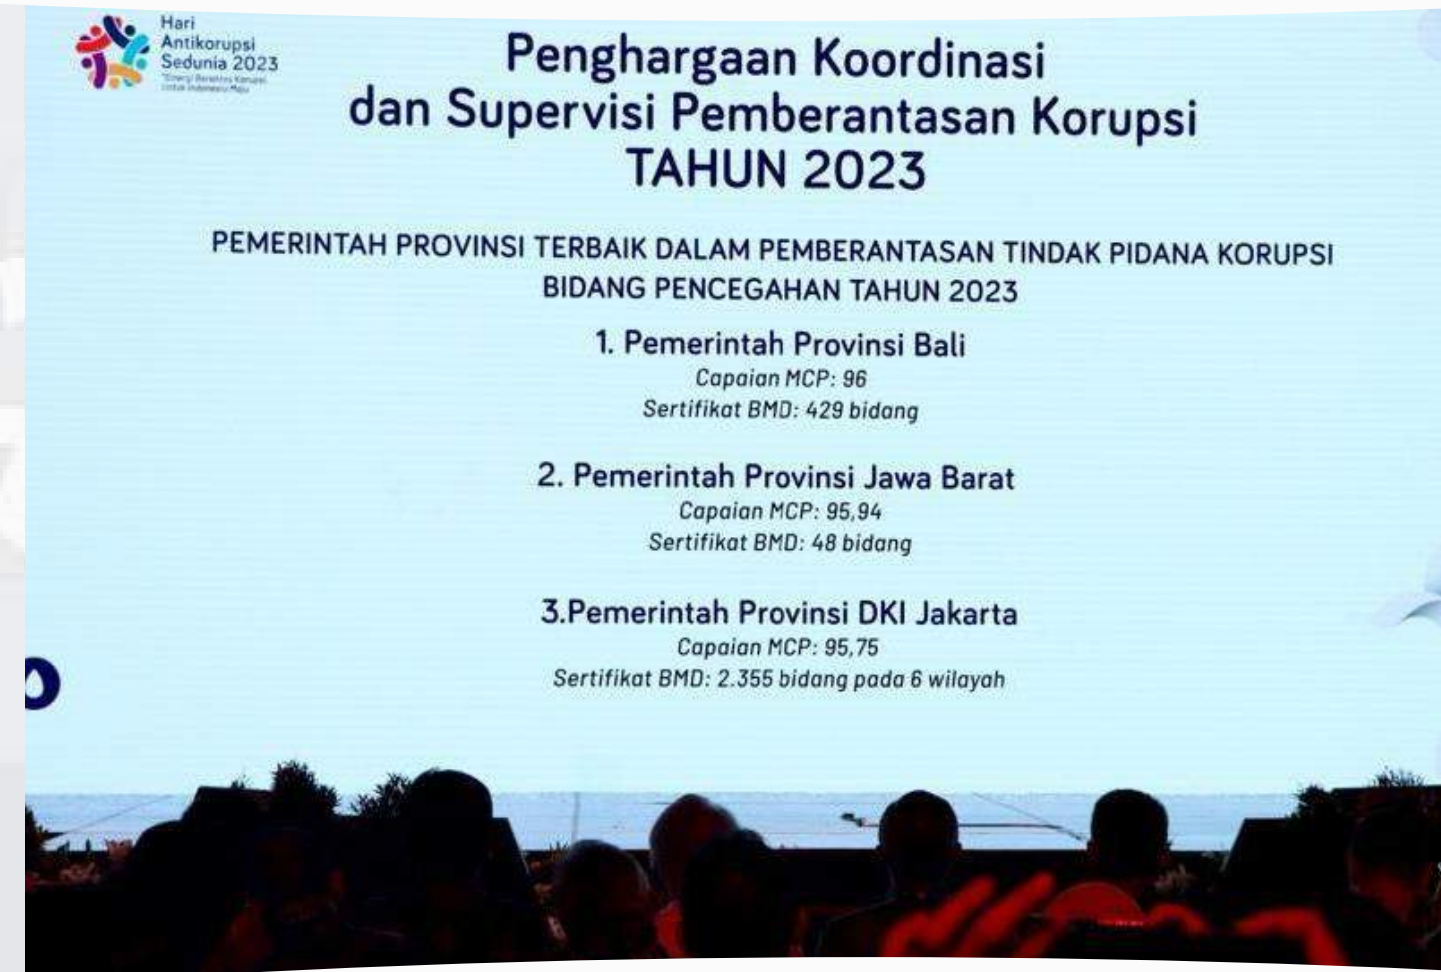 Hari
Antikorupsi
Sedunia 2023
Penghargaan Koordinasi
dan Supervisi Pemberantasan Korupsi
TAHUN 2023
PEMERINTAH PROVINSI TERBAIK DALAM PEMBERANTASAN TINDAK PIDANA KORUPSI
BIDANG PENCEGAHAN TAHUN 2023
1. Pemerintah Provinsi Bali
Capaian MCP: 96
Sertifikat BMD: 429 bidang
2. Pemerintah Provinsi Jawa Barat
Capaian MCP: 95,94
Sertifikat BMD: 48 bidang
3.Pemerintah Provinsi DKI Jakarta
Capaian MCP: 95,75
Sertifikat BMD: 2.355 bidang pada 6 wilayah